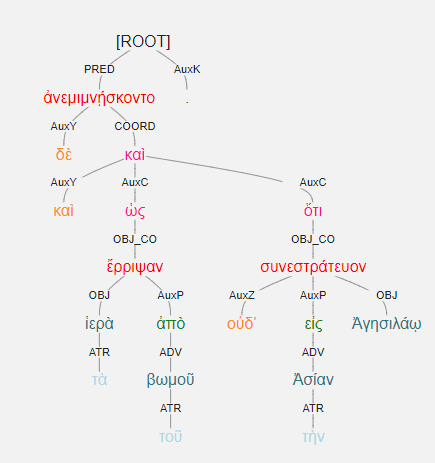 [ROOT]
PRED AuxK
ἀνεμιμνήσκοντο .
AuxY COORD
δὲ καὶ
AuxY AuxC AuxC
καὶ ὡς ὅτι
OBJ_CO OBJ_CO
ἔρριψαν συνεστράτευον
OBJ AuxP AuxZ AuxP OBJ
ἱερὰ ἀπὸ οὐδ' εἰς Ἀγησιλάῳ
ATR ADV ADV
τὰ βωμοῦ Ἀσίαν
ATR ATR
τοῦ τὴν